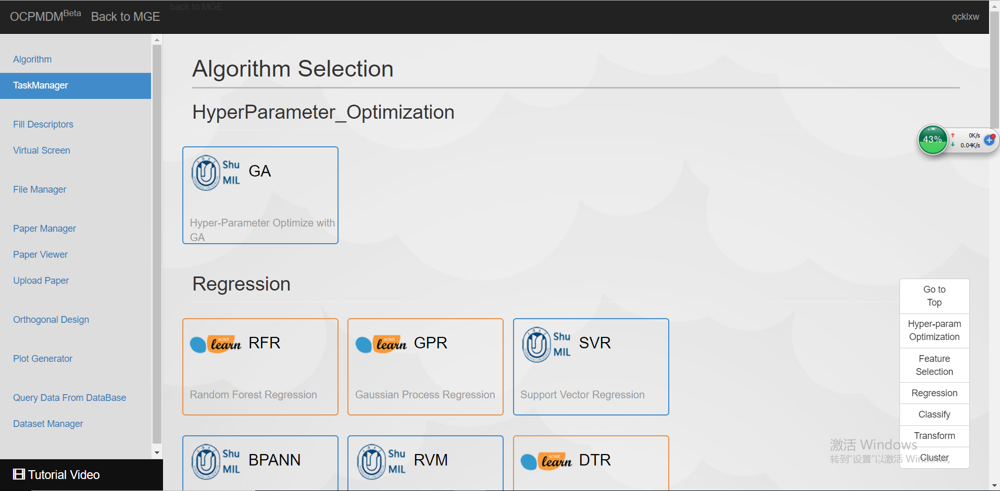 back to MGE
OCPMDMBeta Back to MGE
qcklxw
Algorithm
TaskManager
Fill Descriptors
Virtual Screen
File Manager
Paper Manager
Paper Viewer
Upload Paper
Orthogonal Design
Plot Generator
Query Data From DataBase
Dataset Manager
Tutorial Video
Algorithm Selection
HyperParameter_Optimization
Shu
MIL
GA
Hyper-Parameter Optimize with
GA
Regression
scikit
learn
RFR
Random Forest Regression
scikit
learn
GPR
Gaussian Process Regression
Shu
MIL
SVR
Support Vector Regression
Shu
MIL
BPANN
Shu
MIL
RVM
scikit
learn
DTR
43%
0K/s
0.04K/s
Go to
Top
Hyper-param
Optimization
Feature
Selection
Regression
Classify
Transform
Cluster
激活 Windows
转到“设置”以激活 Windows。